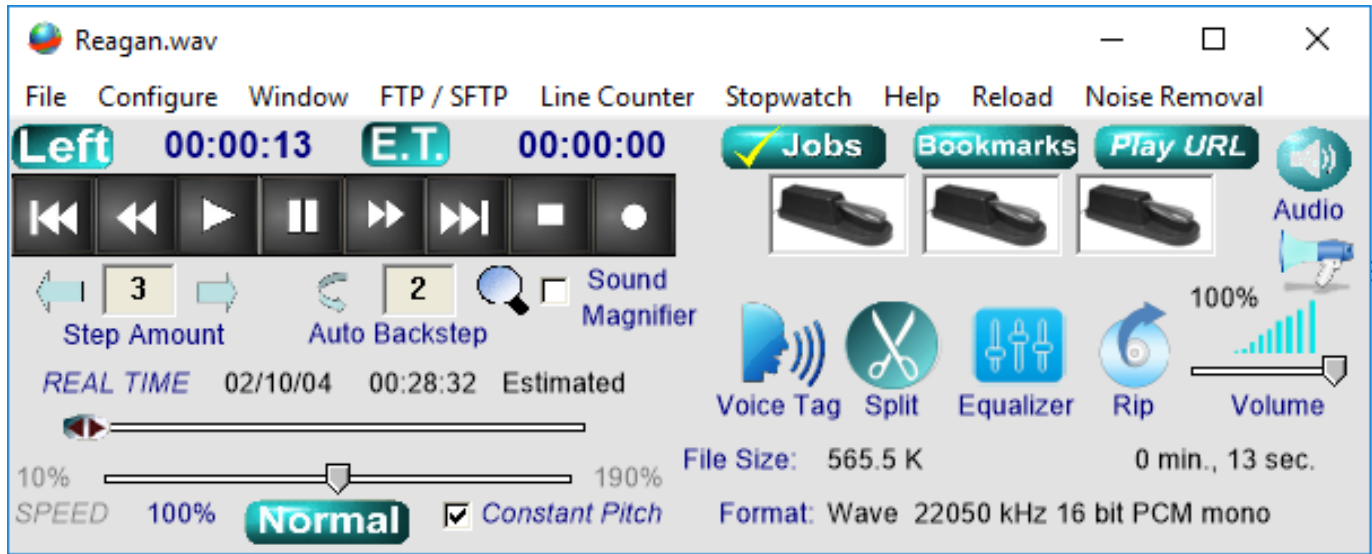 Reagan.wav
File Configure Window FTP / SFTP Line Counter Stopwatch Help Reload Noise Removal
Left 00:00:13 E.T. 00:00:00 Jobs Bookmarks Play URL
Audio
3 2 Sound
Magnifier
100%
Step Amount Auto Backstep
REAL TIME 02/10/04 00:28:32 Estimated
Voice Tag Split Equalizer Rip Volume
File Size: 565.5 K 0 min., 13 sec.
10% 190%
SPEED 100% Normal Constant Pitch Format: Wave 22050 kHz 16 bit PCM mono